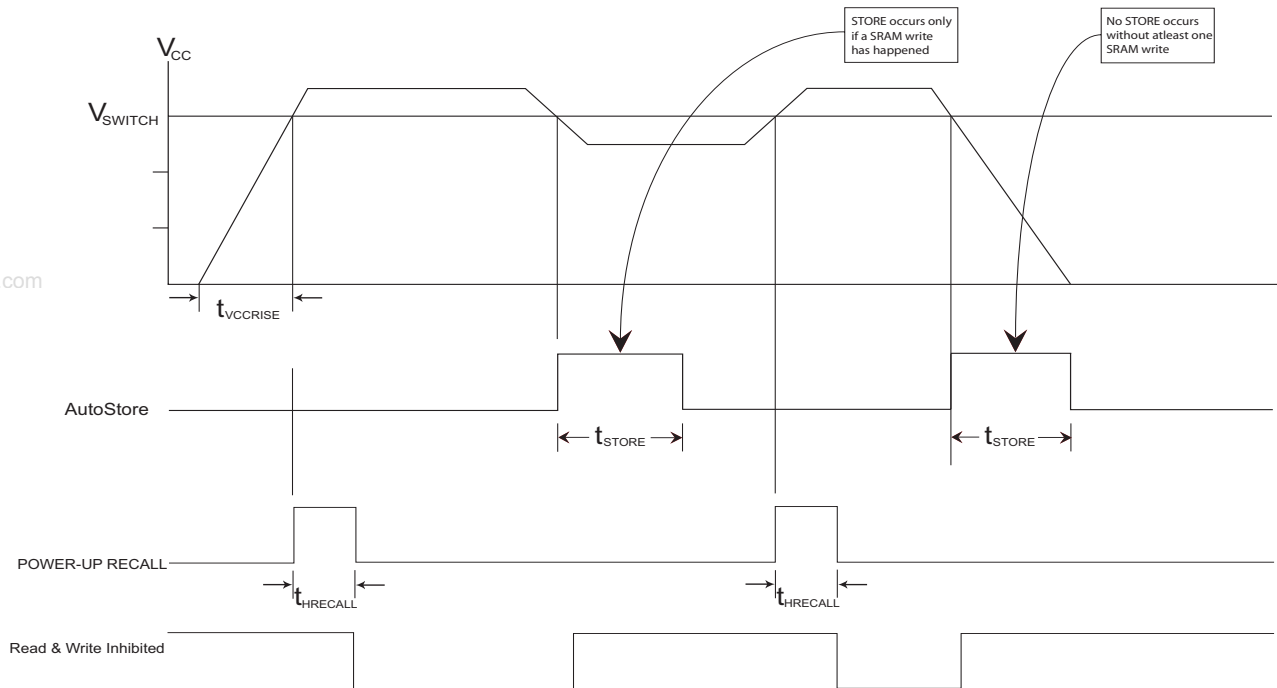 STORE occurs only
if a SRAM write
has happened
No STORE occurs
without atleast one
SRAM write
VCC
VSWITCH
com
tVCCRISE
AutoStore
tSTORE
tSTORE
POWER-UP RECALL
tHRECALL
tHRECALL
Read & Write Inhibited